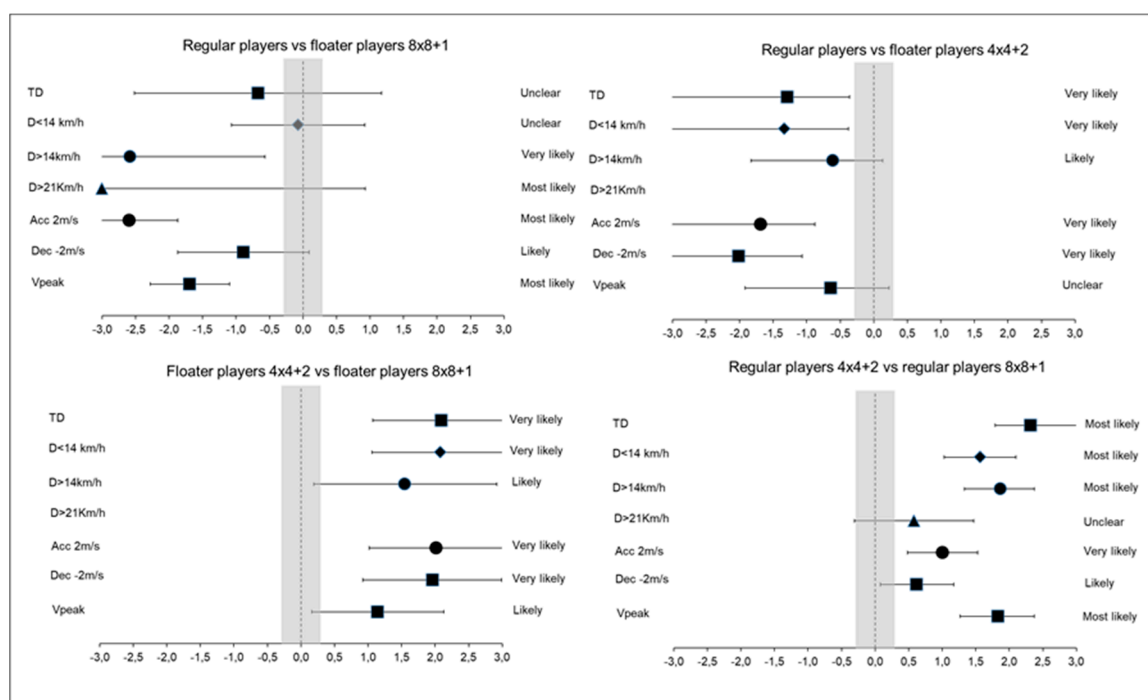 Regular players vs floater players 8x8+1
TD Unclear
D<14 km/h Unclear
D>14km/h Very likely
D>21Km/h Most likely
Acc 2m/s Most likely
Dec -2m/s Likely
Vpeak Most likely
-3,0 -2,5 -2,0 -1,5 -1,0 -0,5 0,0 0,5 1,0 1,5 2,0 2,5 3,0
Regular players vs floater players 4x4+2
TD Very likely
D<14 km/h Very likely
D>14km/h Likely
D>21Km/h
Acc 2m/s Very likely
Dec -2m/s Very likely
Vpeak Unclear
-3,0 -2,5 -2,0 -1,5 -1,0 -0,5 0,0 0,5 1,0 1,5 2,0 2,5 3,0
Floater players 4x4+2 vs floater players 8x8+1
TD Very likely
D<14 km/h Very likely
D>14km/h Likely
D>21Km/h
Acc 2m/s Very likely
Dec -2m/s Very likely
Vpeak Likely
-3,0 -2,5 -2,0 -1,5 -1,0 -0,5 0,0 0,5 1,0 1,5 2,0 2,5 3,0
Regular players 4x4+2 vs regular players 8x8+1
TD Most likely
D<14 km/h Most likely
D>14km/h Most likely
D>21Km/h Unclear
Acc 2m/s Very likely
Dec -2m/s Likely
Vpeak Most likely
-3,0 -2,5 -2,0 -1,5 -1,0 -0,5 0,0 0,5 1,0 1,5 2,0 2,5 3,0